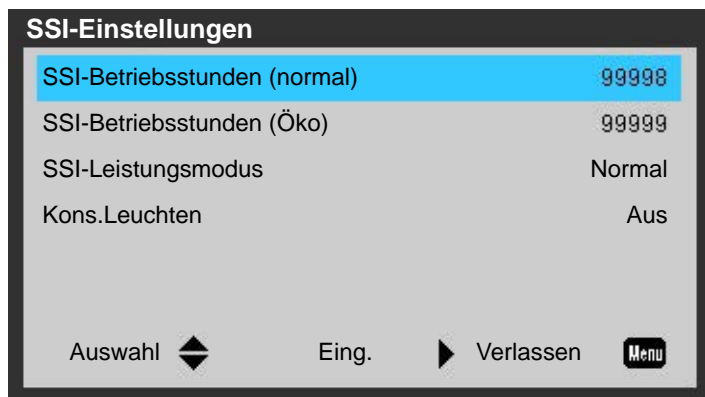 SSI-Einstellungen
SSI-Betriebsstunden (normal) 99998
SSI-Betriebsstunden (Öko) 99999
SSI-Leistungsmodus Normal
Kons.Leuchten Aus
Auswahl Eing. Verlassen Menu